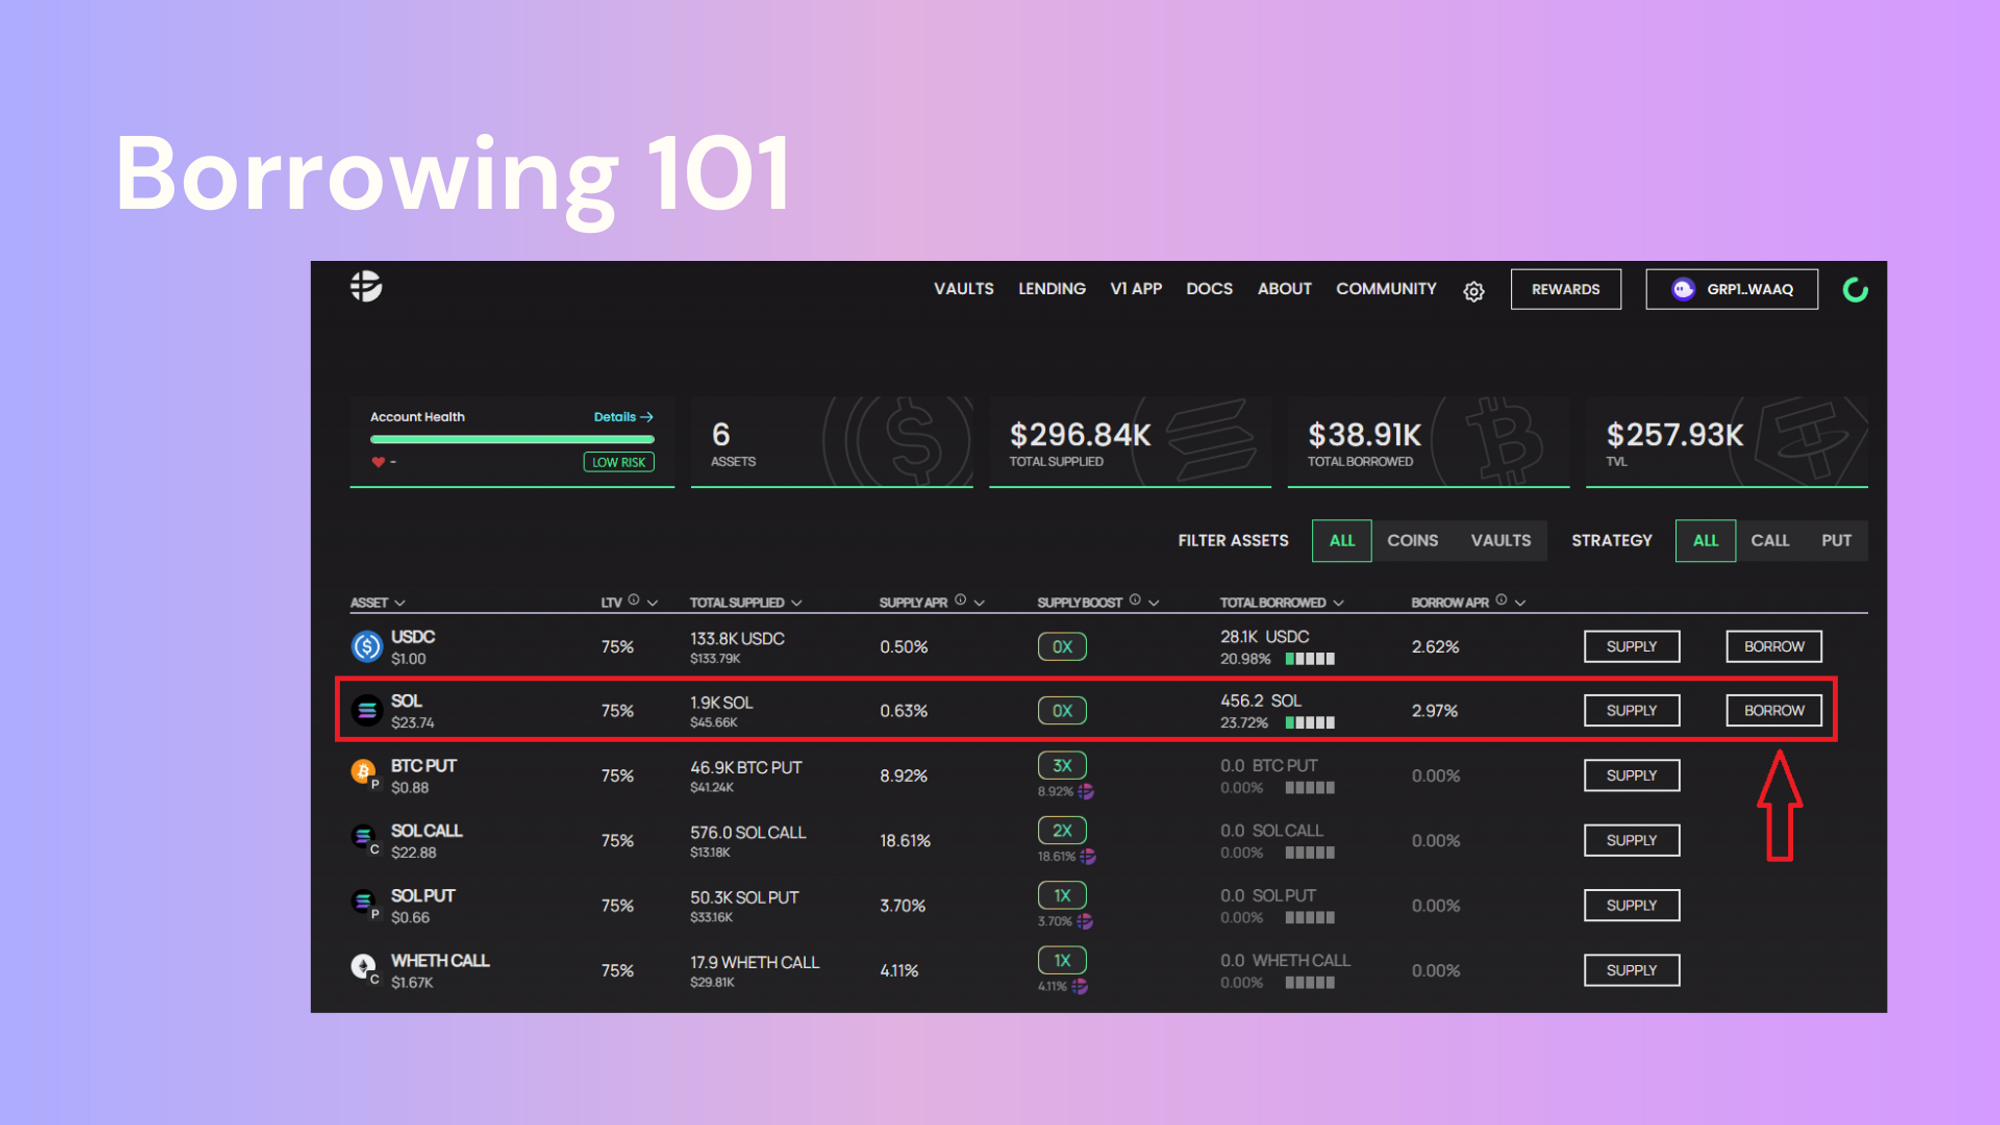 Borrowing 101
VAULTS LENDING V1 APP DOCS ABOUT COMMUNITY REWARDS GRP1..WAAQ
Account Health Details →
- LOW RISK
6
ASSETS
$296.84K
TOTAL SUPPLIED
$38.91K
TOTAL BORROWED
$257.93K
TVL
FILTER ASSETS ALL COINS VAULTS STRATEGY ALL CALL PUT
ASSET LTV TOTAL SUPPLIED SUPPLY APR SUPPLY BOOST TOTAL BORROWED BORROW APR
USDC 75% 133.8K USDC 0.50% 0X 28.1K USDC 2.62% SUPPLY BORROW
$1.00 $133.79K 20.98%
SOL 75% 1.9K SOL 0.63% 0X 456.2 SOL 2.97% SUPPLY BORROW
$23.74 $45.66K 23.72%
BTC PUT 75% 46.9K BTC PUT 8.92% 3X 0.0 BTC PUT 0.00% SUPPLY
P $0.88 $41.24K 8.92% 0.00%
SOL CALL 75% 576.0 SOL CALL 18.61% 2X 0.0 SOL CALL 0.00% SUPPLY
C $22.88 $13.18K 18.61% 0.00%
SOL PUT 75% 50.3K SOL PUT 3.70% 1X 0.0 SOL PUT 0.00% SUPPLY
P $0.66 $33.16K 3.70% 0.00%
WHETH CALL 75% 17.9 WHETH CALL 4.11% 1X 0.0 WHETH CALL 0.00% SUPPLY
C $1.67K $29.81K 4.11% 0.00%